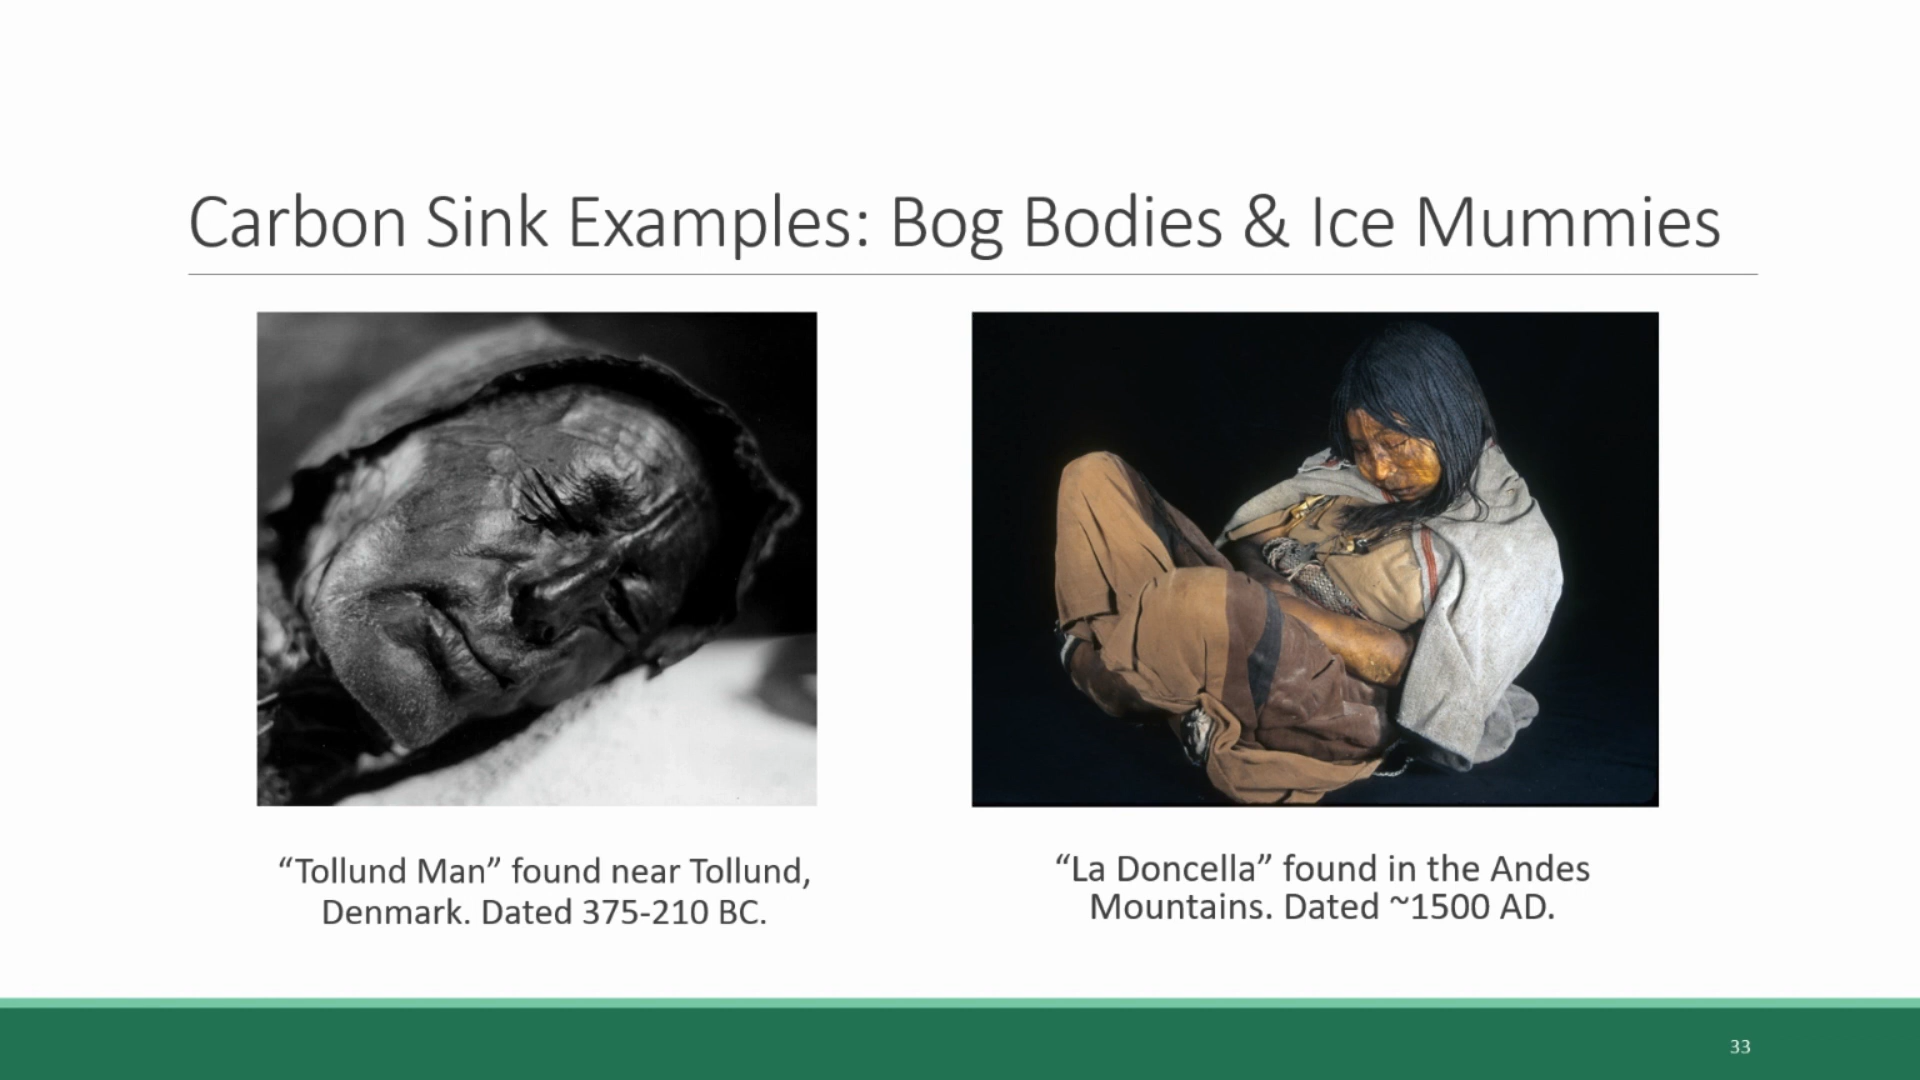 Carbon Sink Examples: Bog Bodies & Ice Mummies
“Tollund Man” found near Tollund,
Denmark. Dated 375-210 BC.
“La Doncella” found in the Andes
Mountains. Dated ~1500 AD.
33